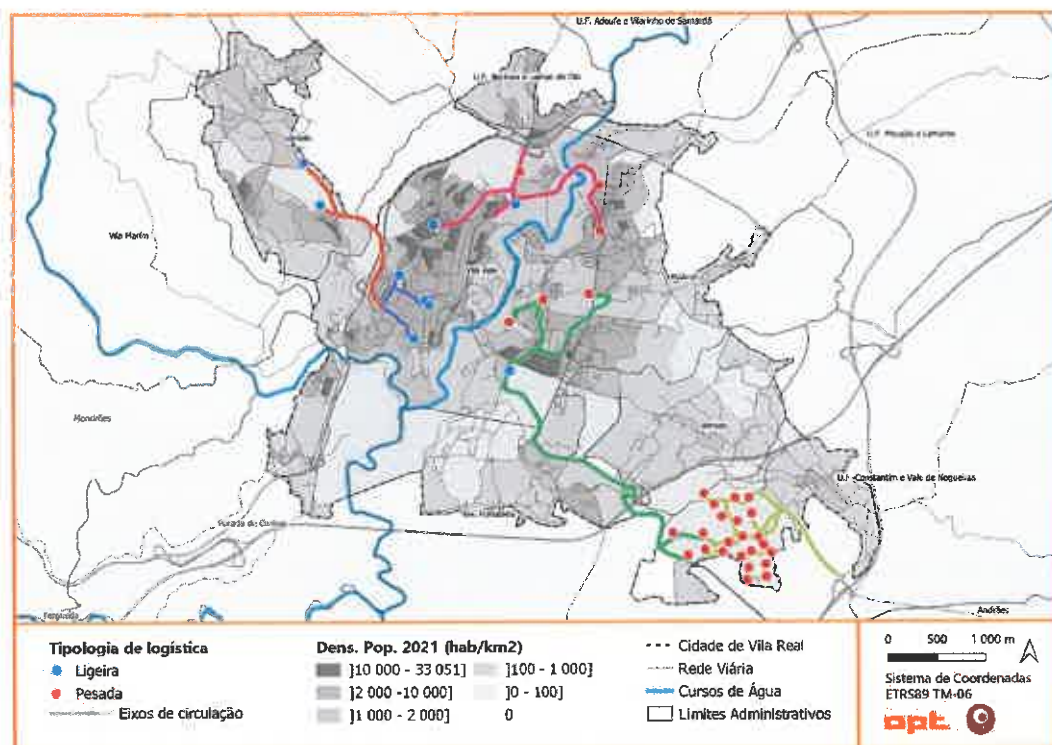 U.F. Adoufe e Vilarinho de Samardã
Vila Marim
U.F. Mouçós e Lamares
Mondrões
U.F. Constantim e Vale de Nogueiras
Parada de Cunhos
Andrães
Tipologia de logística
Ligeira
Pesada
Eixos de circulação
Dens. Pop. 2021 (hab/km2)
]10 000 - 33 051]
]2 000 -10 000]
]1 000 - 2 000]
]100 - 1 000]
]0 - 100]
0
Cidade de Vila Real
Rede Viária
Cursos de Água
Limites Administrativos
0 500 1 000 m
Sistema de Coordenadas
ETRS89 TM-06
opt